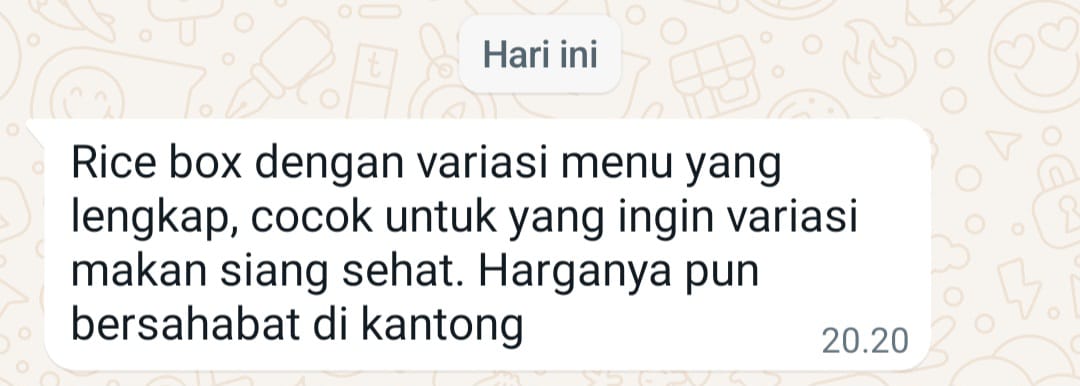 Hari ini
Rice box dengan variasi menu yang
lengkap, cocok untuk yang ingin variasi
makan siang sehat. Harganya pun
bersahabat di kantong
20.20